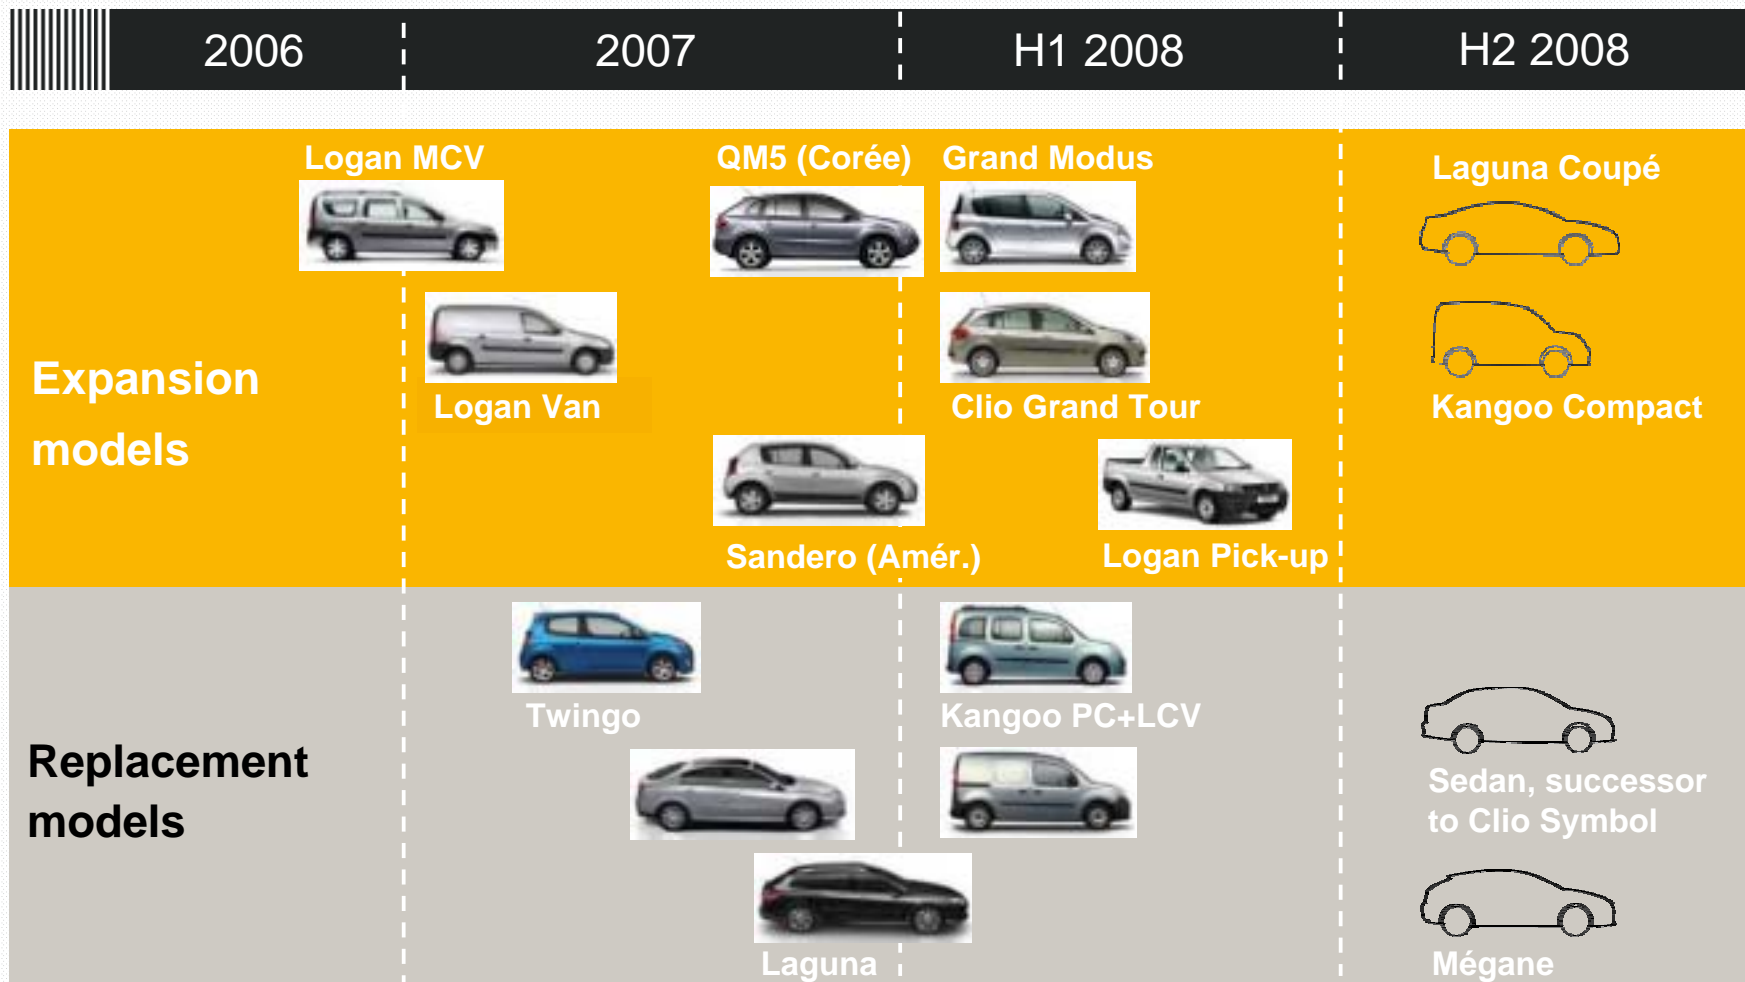 2006
2007
H1 2008
H2 2008
Logan MCV
QM5 (Corée)
Grand Modus
Laguna Coupé
Expansion
models
Logan Van
Clio Grand Tour
Kangoo Compact
Sandero (Amér.)
Logan Pick-up
Replacement
models
Twingo
Kangoo PC+LCV
Sedan, successor
to Clio Symbol
Laguna
Mégane